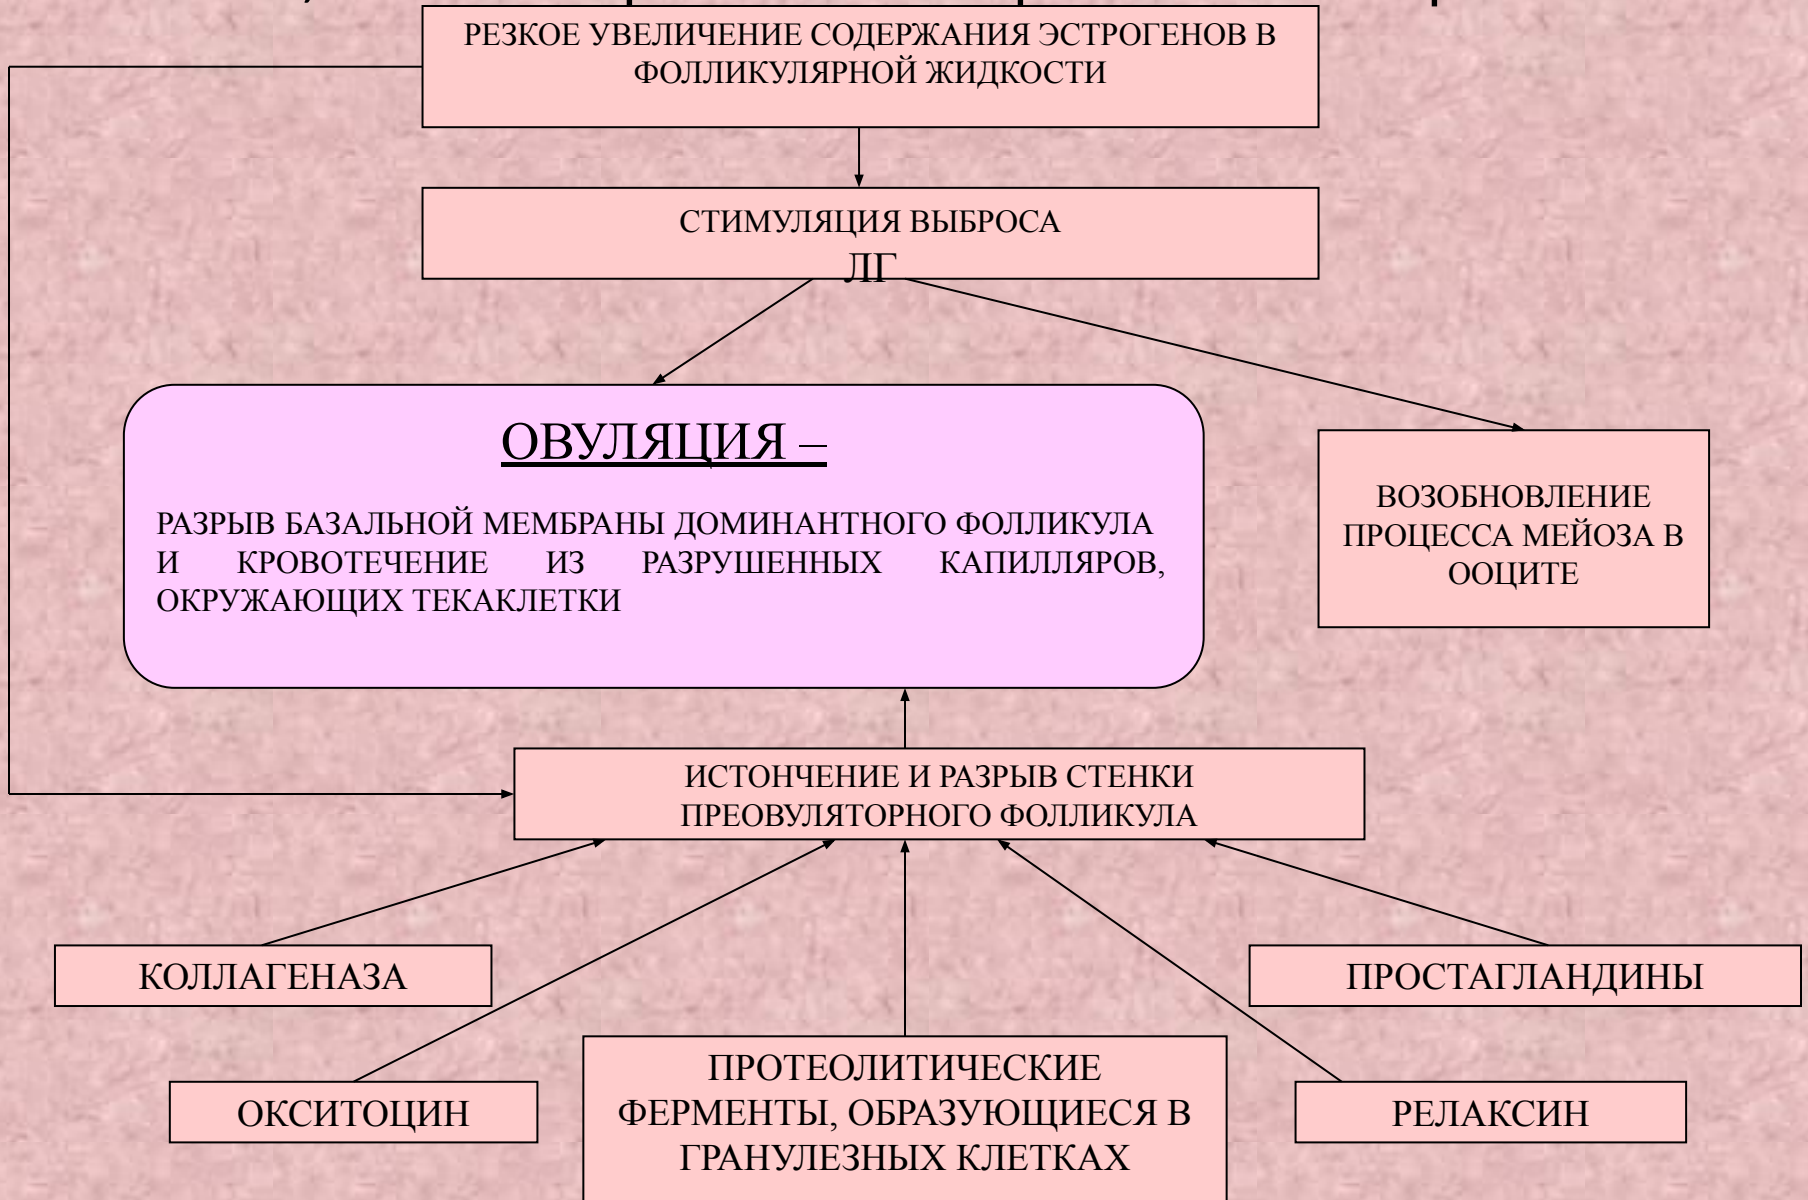 РЕЗКОЕ УВЕЛИЧЕНИЕ СОДЕРЖАНИЯ ЭСТРОГЕНОВ В
ФОЛЛИКУЛЯРНОЙ ЖИДКОСТИ
СТИМУЛЯЦИЯ ВЫБРОСА
ЛГ
ОВУЛЯЦИЯ –
РАЗРЫВ БАЗАЛЬНОЙ МЕМБРАНЫ ДОМИНАНТНОГО ФОЛЛИКУЛА
И КРОВОТЕЧЕНИЕ ИЗ РАЗРУШЕННЫХ КАПИЛЛЯРОВ,
ОКРУЖАЮЩИХ ТЕКАКЛЕТКИ
ВОЗОБНОВЛЕНИЕ
ПРОЦЕССА МЕЙОЗА В
ООЦИТЕ
ИСТОНЧЕНИЕ И РАЗРЫВ СТЕНКИ
ПРЕОВУЛЯТОРНОГО ФОЛЛИКУЛА
КОЛЛАГЕНАЗА
ПРОСТАГЛАНДИНЫ
ОКСИТОЦИН
ПРОТЕОЛИТИЧЕСКИЕ
ФЕРМЕНТЫ, ОБРАЗУЮЩИЕСЯ В
ГРАНУЛЕЗНЫХ КЛЕТКАХ
РЕЛАКСИН